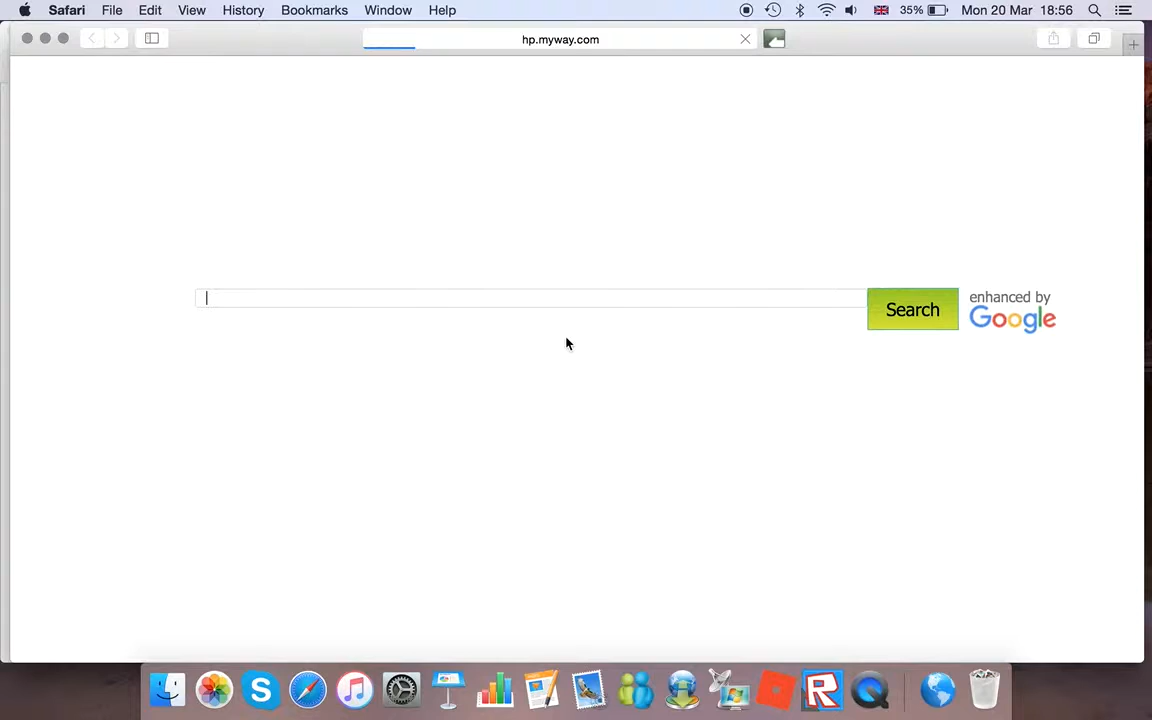 Safari File Edit View History Bookmarks Window Help 35% Mon 20 Mar 18:56
hp.myway.com
Search
enhanced by
Google